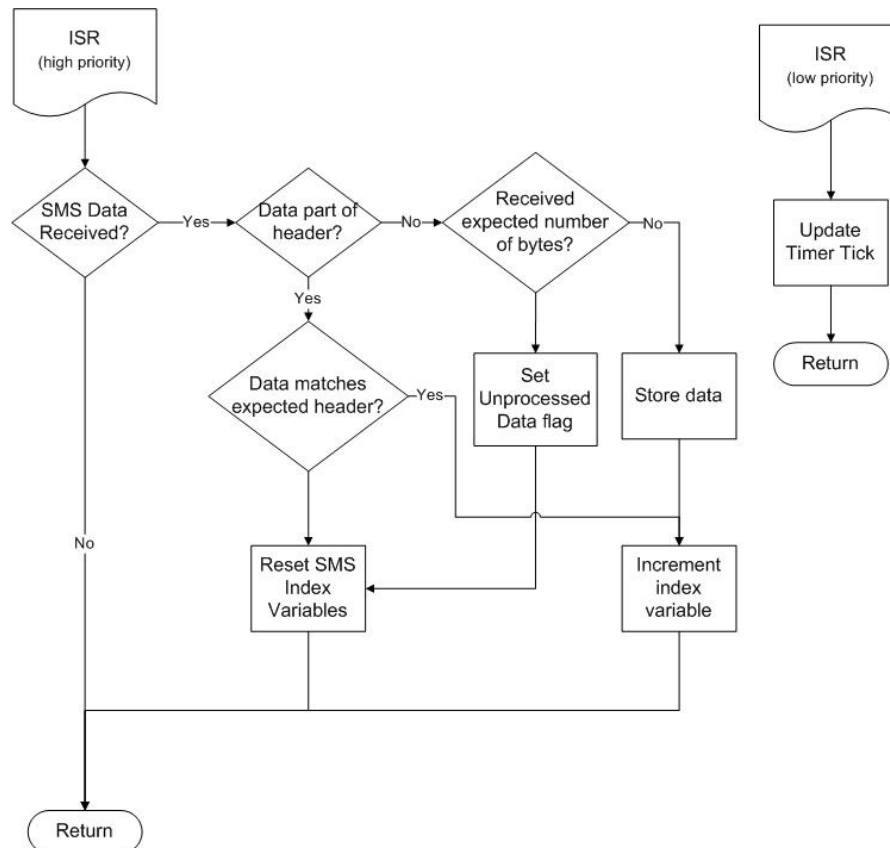 ISR
(high priority)
ISR
(low priority)
SMS Data
Received?
Yes
Data part of
header?
No
Received
expected number
of bytes?
No
Update
Timer Tick
Yes
Return
Data matches
expected header?
Yes
Set
Unprocessed
Data flag
Store data
No
Reset SMS
Index
Variables
Increment
index
variable
Return